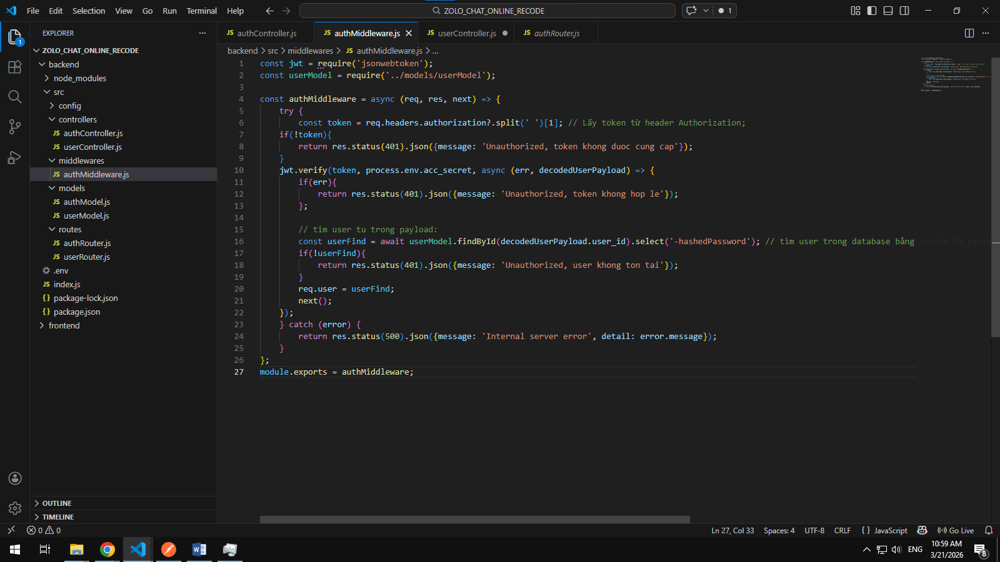 File Edit Selection View Go Run Terminal Help
ZOLO_CHAT_ONLINE_RECODE
1
EXPLORER
ZOLO_CHAT_ONLINE_RECODE
backend
node_modules
src
config
controllers
JS authController.js
JS userController.js
middlewares
JS authMiddleware.js
models
JS authModel.js
JS userModel.js
routes
JS authRouter.js
JS userRouter.js
.env
JS index.js
{} package-lock.json
{} package.json
frontend
OUTLINE
TIMELINE
1
JS authController.js JS authMiddleware.js JS userController.js JS authRouter.js
backend > src > middlewares > JS authMiddleware.js > ...
1 const jwt = require('jsonwebtoken');
2 const userModel = require('../models/userModel');
3
4 const authMiddleware = async (req, res, next) => {
5 try {
6 const token = req.headers.authorization?.split(' ')[1]; // Lấy token từ header Authorization;
7 if(!token){
8 return res.status(401).json({message: 'Unauthorized, token khong duoc cung cap'});
9 }
10 jwt.verify(token, process.env.acc_secret, async (err, decodedUserPayload) => {
11 if(err){
12 return res.status(401).json({message: 'Unauthorized, token khong hop le'});
13 };
14
15 // tim user tu trong payload:
16 const userFind = await userModel.findById(decodedUserPayload.user_id).select('-hashedPassword'); // tìm user trong database bằng userId từ
17 if(!userFind){
18 return res.status(401).json({message: 'Unauthorized, user khong ton tai'});
19 }
20 req.user = userFind;
21 next();
22 });
23 } catch (error) {
24 return res.status(500).json({message: 'Internal server error', detail: error.message});
25 }
26 };
27 module.exports = authMiddleware;
0 0
Ln 27, Col 33 Spaces: 4 UTF-8 CRLF {} JavaScript Go Live
ENG
10:59 AM
3/21/2026
8